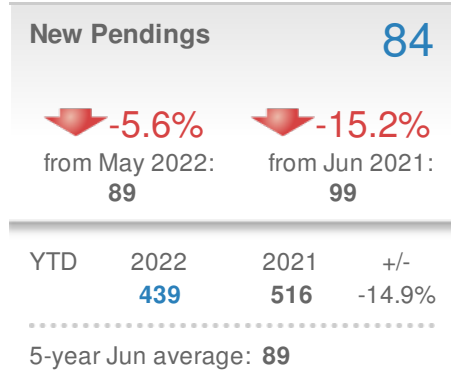 New Pendings 84
-5.6% -15.2%
from May 2022: from Jun 2021:
89 99
YTD 2022 2021 +/-
439 516 -14.9%
5-year Jun average: 89